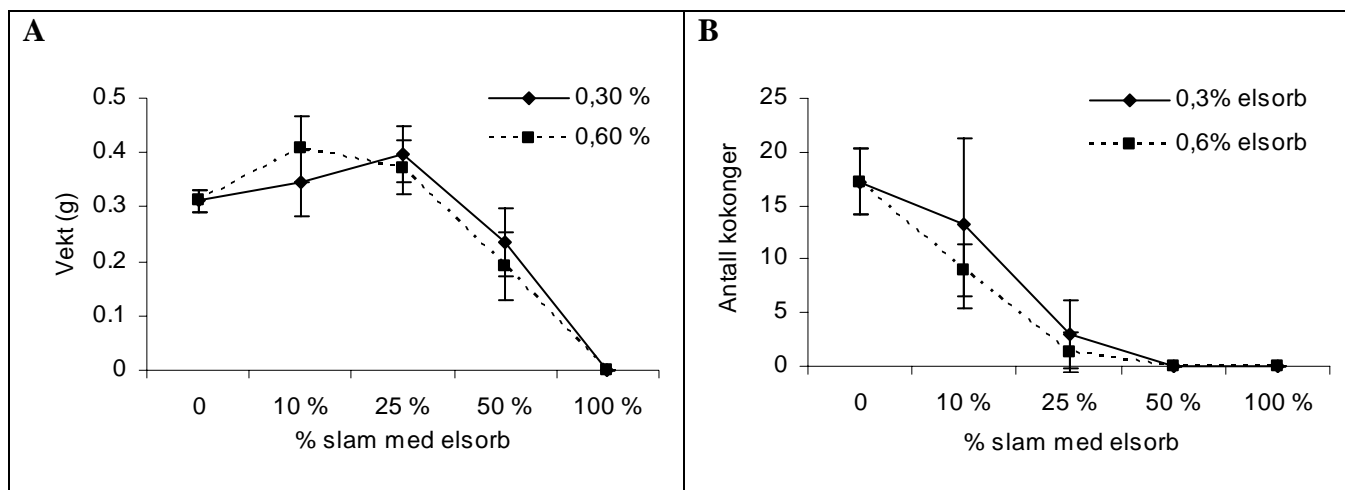 A
0,30 %
0,60 %
0.5
0.4
0.3
0.2
0.1
0
Vekt (g)
0 10 % 25 % 50 % 100 %
% slam med elsorb
B
0,3% elsorb
0,6% elsorb
25
20
15
10
5
0
Antall kokonger
0 10 % 25 % 50 % 100 %
% slam med elsorb